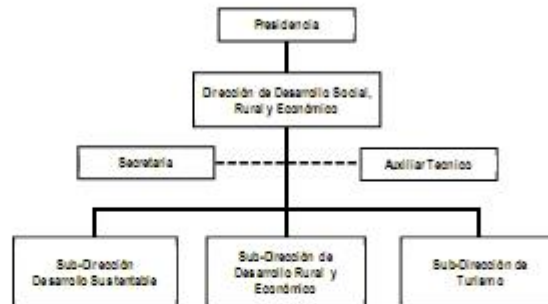 Presidencia
Dirección de Desarrollo Social,
Rural y Económico
Secretaria
Auxiliar Tecnico
Sub-Dirección
Desarrollo Sustentable
Sub-Dirección de
Desarrollo Rural y
Económico
Sub-Dirección de
Turismo